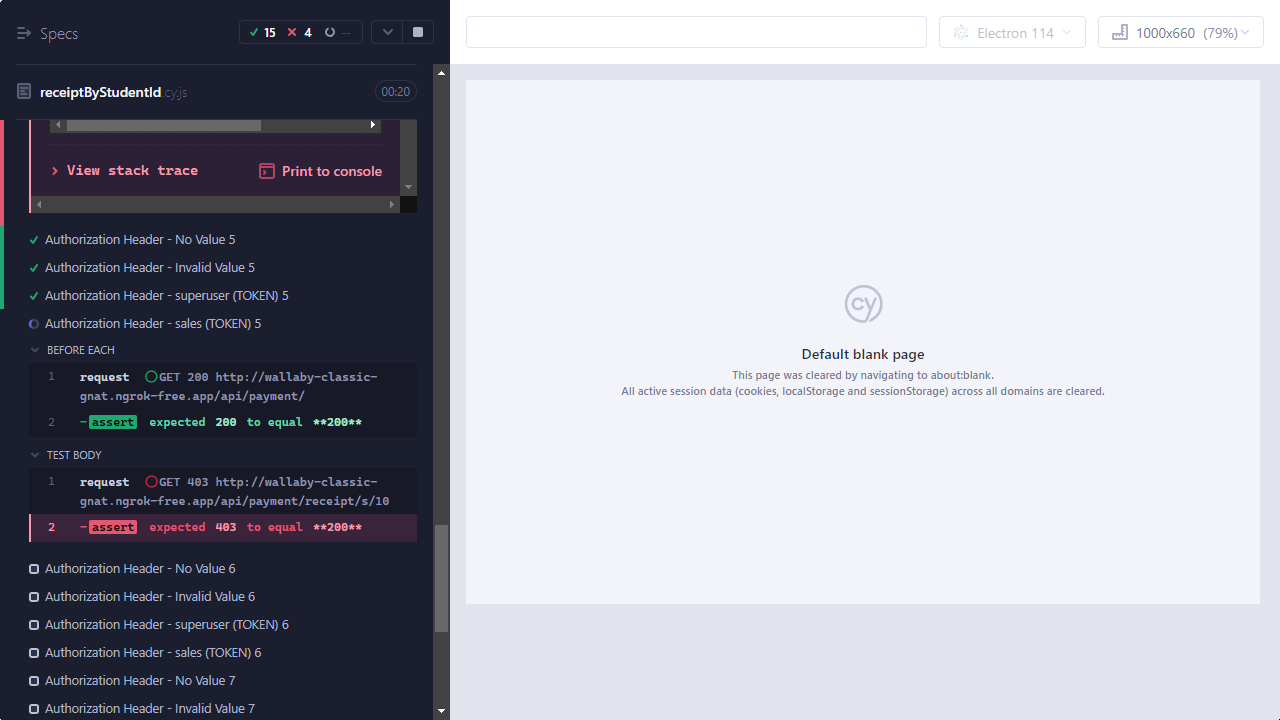 Specs
15 4 --
Electron 114
1000x660 (79%)
receiptByStudentId.cy.js
00:20
View stack trace
Print to console
Authorization Header - No Value 5
Authorization Header - Invalid Value 5
Authorization Header - superuser (TOKEN) 5
Authorization Header - sales (TOKEN) 5
BEFORE EACH
1 request GET 200 http://wallaby-classic-
gnat.ngrok-free.app/api/payment/
2 -assert expected 200 to equal **200**
TEST BODY
1 request GET 403 http://wallaby-classic-
gnat.ngrok-free.app/api/payment/receipt/s/10
2 -assert expected 403 to equal **200**
Authorization Header - No Value 6
Authorization Header - Invalid Value 6
Authorization Header - superuser (TOKEN) 6
Authorization Header - sales (TOKEN) 6
Authorization Header - No Value 7
Authorization Header - Invalid Value 7
cy
Default blank page
This page was cleared by navigating to about:blank.
All active session data (cookies, localStorage and sessionStorage) across all domains are cleared.